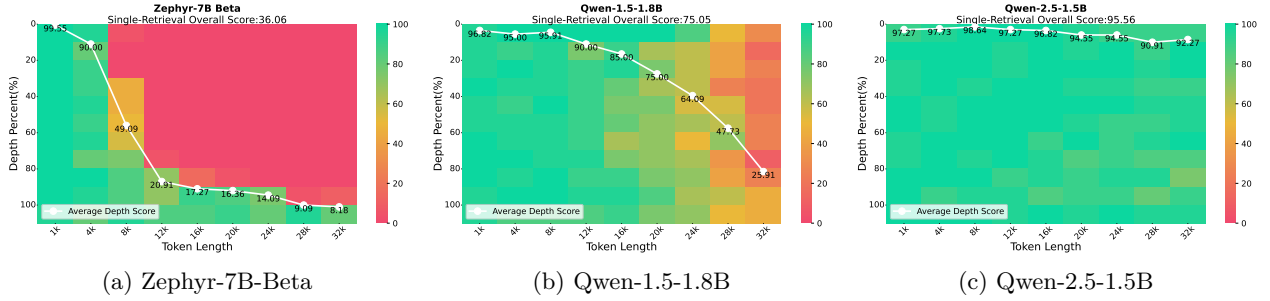 Zephyr-7B Beta
Single-Retrieval Overall Score:36.06
0
20
40
60
80
100
Depth Percent(%)
99.55
90.00
49.09
20.91
17.27
16.36
14.09
9.09
8.18
Average Depth Score
1k
4k
8k
12k
16k
20k
24k
28k
32k
Token Length
100
80
60
40
20
0
(a) Zephyr-7B-Beta
Qwen-1.5-1.8B
Single-Retrieval Overall Score:75.05
0
20
40
60
80
100
Depth Percent(%)
96.82
95.00
95.91
90.00
85.00
75.00
64.09
47.73
25.91
Average Depth Score
1k
4k
8k
12k
16k
20k
24k
28k
32k
Token Length
100
80
60
40
20
0
(b) Qwen-1.5-1.8B
Qwen-2.5-1.5B
Single-Retrieval Overall Score:95.56
0
20
40
60
80
100
Depth Percent(%)
97.27
97.73
98.64
97.27
96.82
94.55
94.55
90.91
92.27
Average Depth Score
1k
4k
8k
12k
16k
20k
24k
28k
32k
Token Length
100
80
60
40
20
0
(c) Qwen-2.5-1.5B